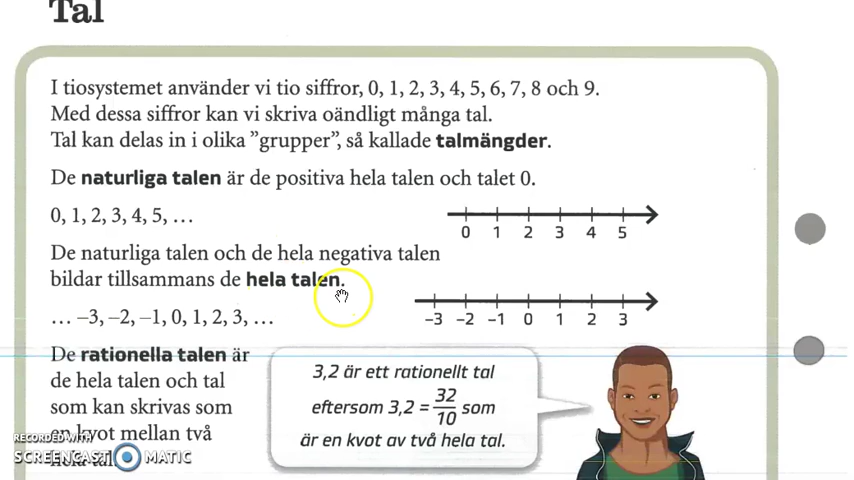 Tal
I tiosystemet använder vi tio siffror, 0, 1, 2, 3, 4, 5, 6, 7, 8 och 9.
Med dessa siffror kan vi skriva oändligt många tal.
Tal kan delas in i olika ”grupper”, så kallade talmängder.
De naturliga talen är de positiva hela talen och talet 0.
0, 1, 2, 3, 4, 5, …
0 1 2 3 4 5
De naturliga talen och de hela negativa talen
bildar tillsammans de hela talen.
… –3, –2, –1, 0, 1, 2, 3, …
–3 –2 –1 0 1 2 3
De rationella talen är
de hela talen och tal
som kan skrivas som
en kvot mellan två
hela tal.
3,2 är ett rationellt tal
eftersom 3,2 = 32/10 som
är en kvot av två hela tal.
RECORDED WITH
SCREENCAST MATIC